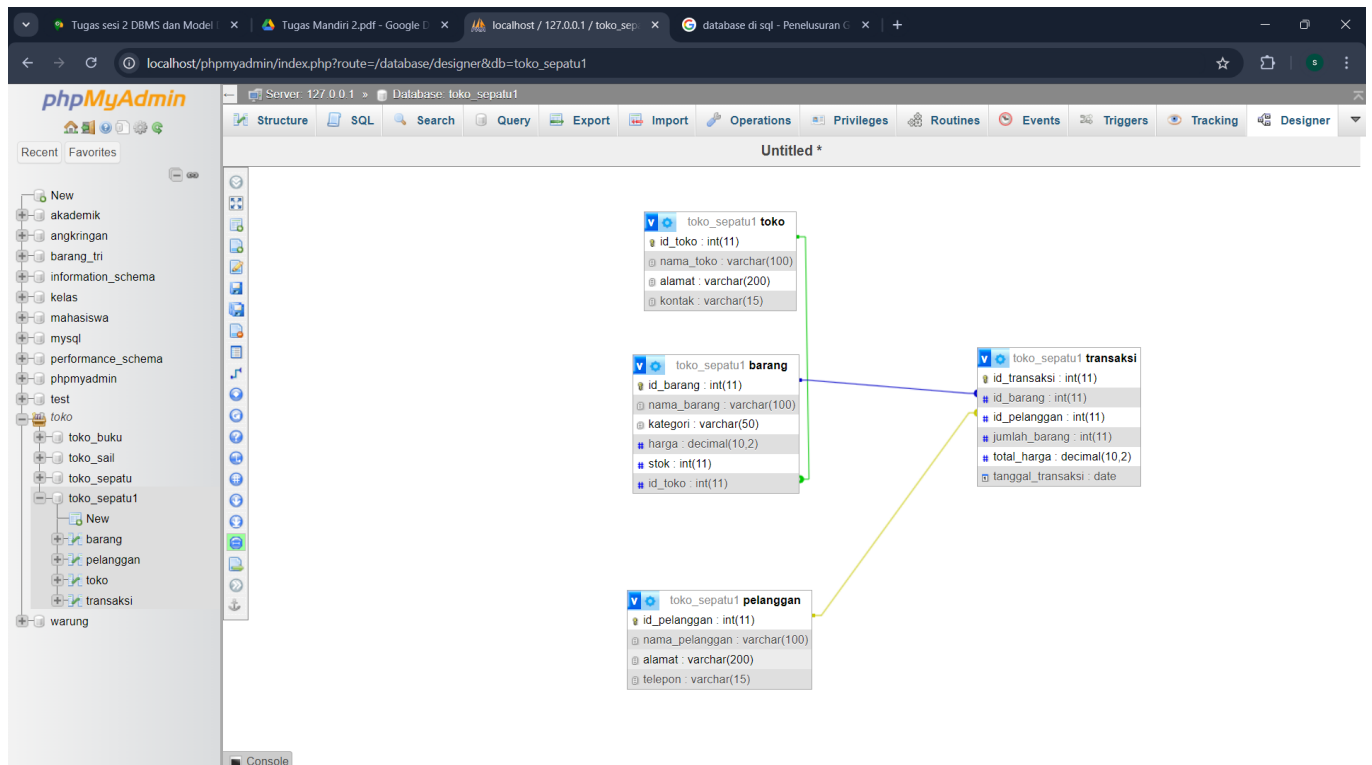 Tugas sesi 2 DBMS dan Model
Tugas Mandiri 2.pdf - Google D
localhost / 127.0.0.1 / toko_sep
database di sql - Penelusuran G
localhost/phpmyadmin/index.php?route=/database/designer&db=toko_sepatu1
S
phpMyAdmin
Recent Favorites
New
akademik
angkringan
barang_tri
information_schema
kelas
mahasiswa
mysql
performance_schema
phpmyadmin
test
toko
toko_buku
toko_sail
toko_sepatu
toko_sepatu1
New
barang
pelanggan
toko
transaksi
warung
Server: 127.0.0.1 » Database: toko_sepatu1
Structure SQL Search Query Export Import Operations Privileges Routines Events Triggers Tracking Designer
Untitled *
v toko_sepatu1 toko
id_toko : int(11)
nama_toko : varchar(100)
alamat : varchar(200)
kontak : varchar(15)
v toko_sepatu1 barang
id_barang : int(11)
nama_barang : varchar(100)
kategori : varchar(50)
# harga : decimal(10,2)
# stok : int(11)
# id_toko : int(11)
v toko_sepatu1 transaksi
id_transaksi : int(11)
# id_barang : int(11)
# id_pelanggan : int(11)
# jumlah_barang : int(11)
# total_harga : decimal(10,2)
tanggal_transaksi : date
v toko_sepatu1 pelanggan
id_pelanggan : int(11)
nama_pelanggan : varchar(100)
alamat : varchar(200)
telepon : varchar(15)
Console